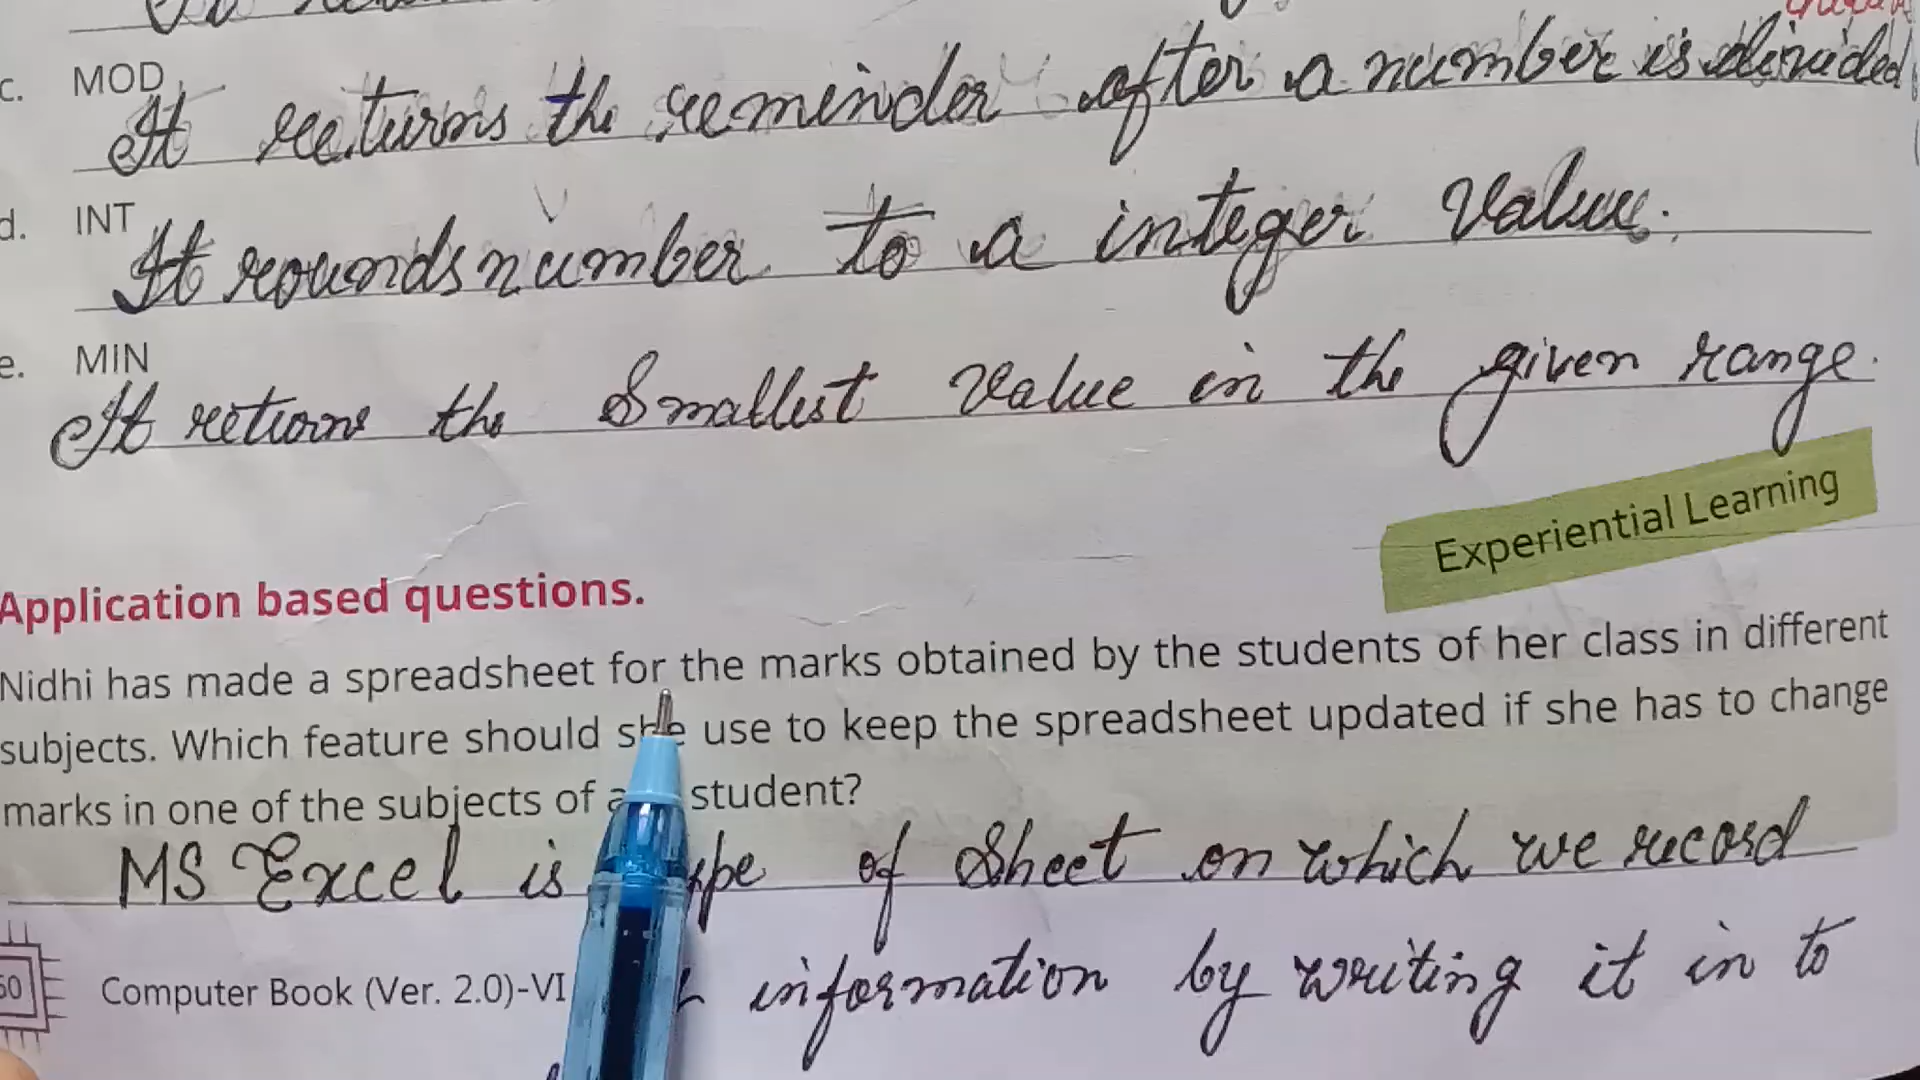 c. MOD
It returns the reminder after a number is divided
d. INT
It rounds number to a integer value.
e. MIN
It returns the smallest value in the given range.
Experiential Learning
Application based questions.
Nidhi has made a spreadsheet for the marks obtained by the students of her class in different
subjects. Which feature should she use to keep the spreadsheet updated if she has to change
marks in one of the subjects of a student?
MS Excel is of Sheet on which we record
60 Computer Book (Ver. 2.0)-VI
information by writing it in to